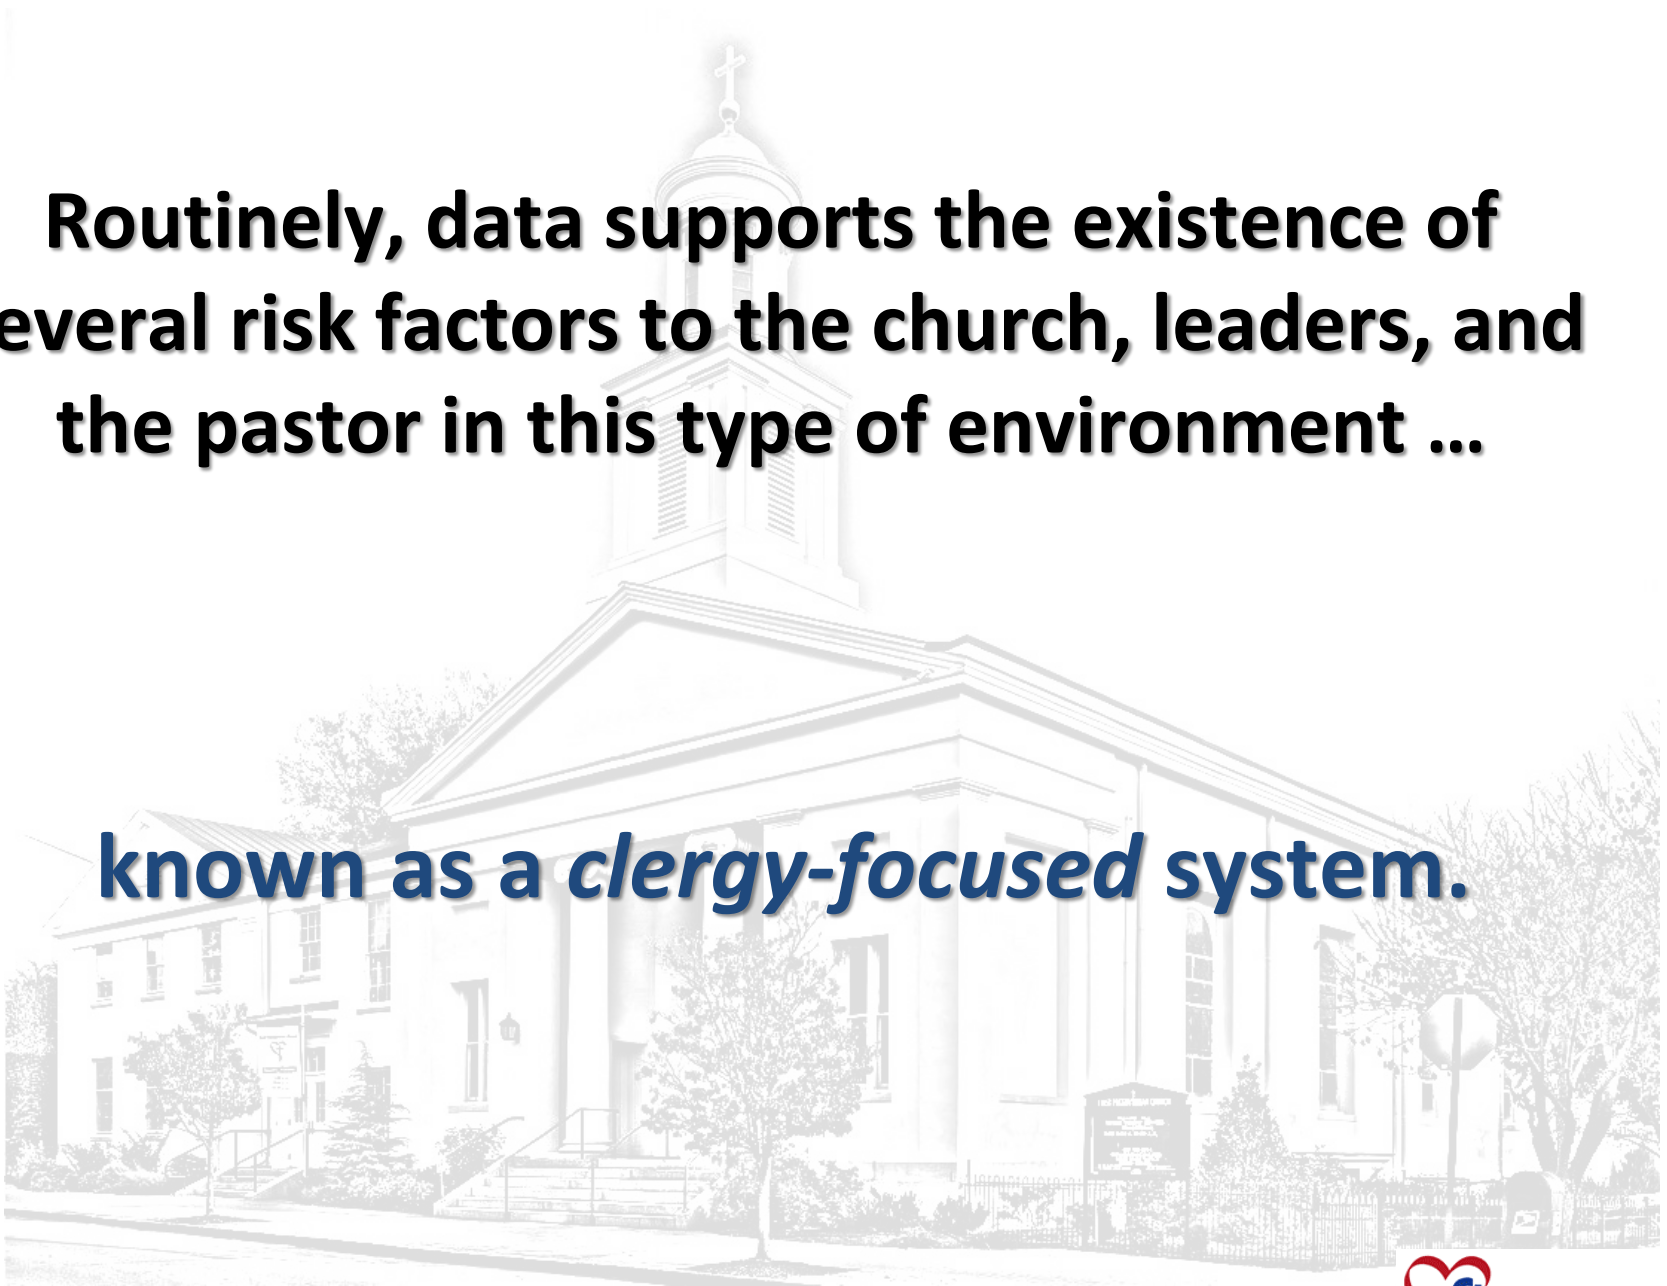 Routinely, data supports the existence of
everal risk factors to the church, leaders, and
the pastor in this type of environment ...
known as a clergy-focused system.